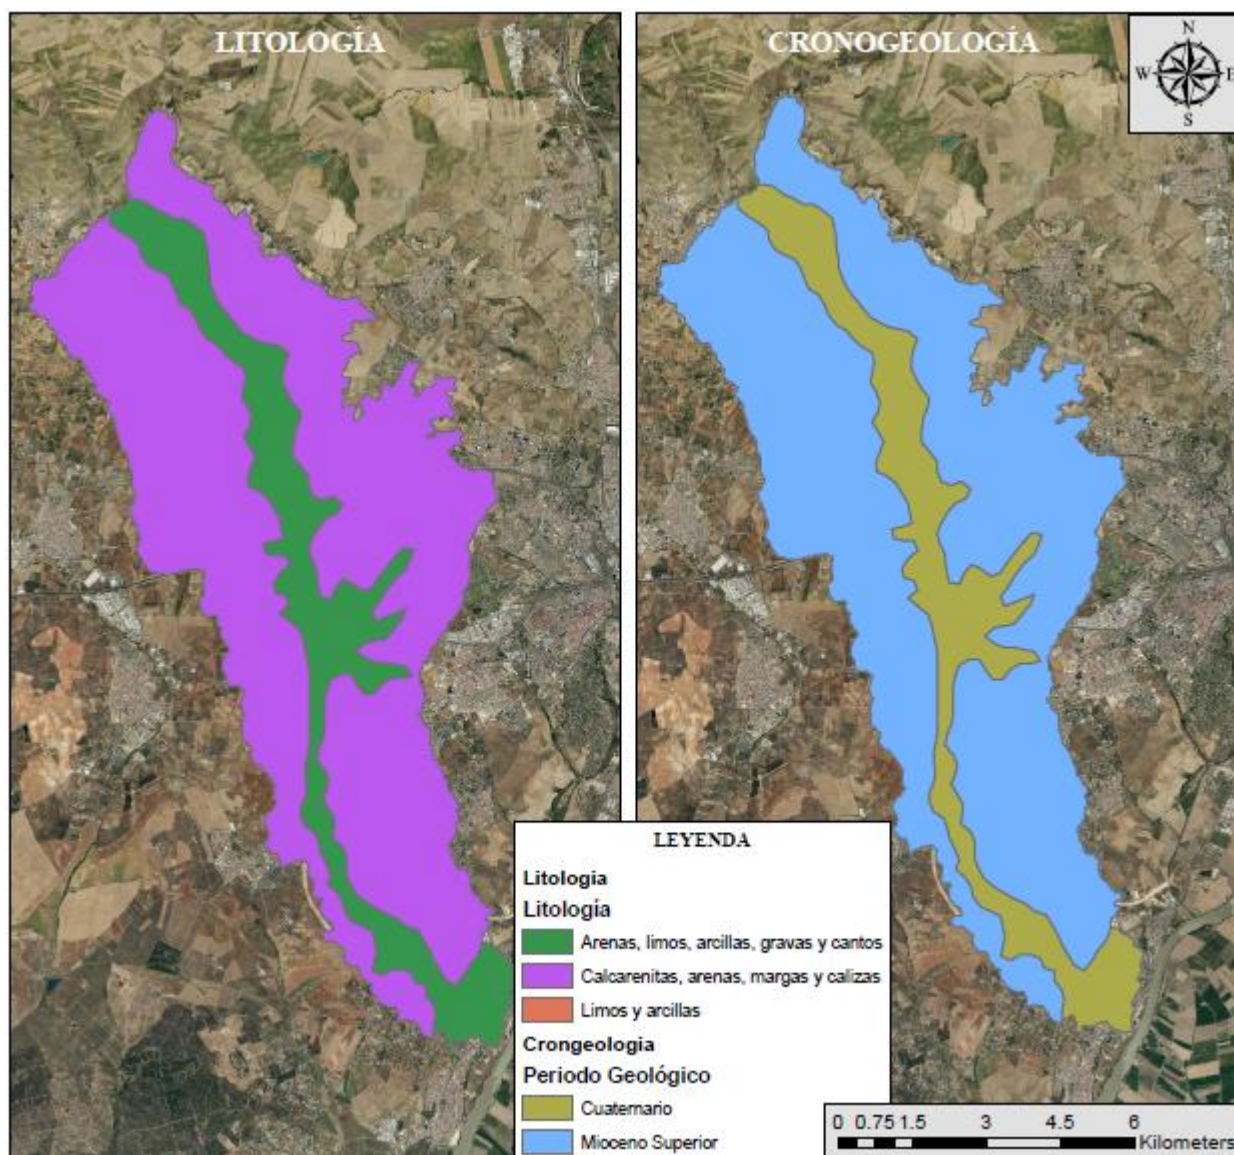 LITOLOGÍA
CRONOGEOLOGÍA
N
W E
S
LEYENDA
Litologia
Litología
Arenas, limos, arcillas, gravas y cantos
Calcarenitas, arenas, margas y calizas
Limos y arcillas
Crongeologia
Periodo Geológico
Cuaternario
Mioceno Superior
0 0.75 1.5 3 4.5 6
Kilometers